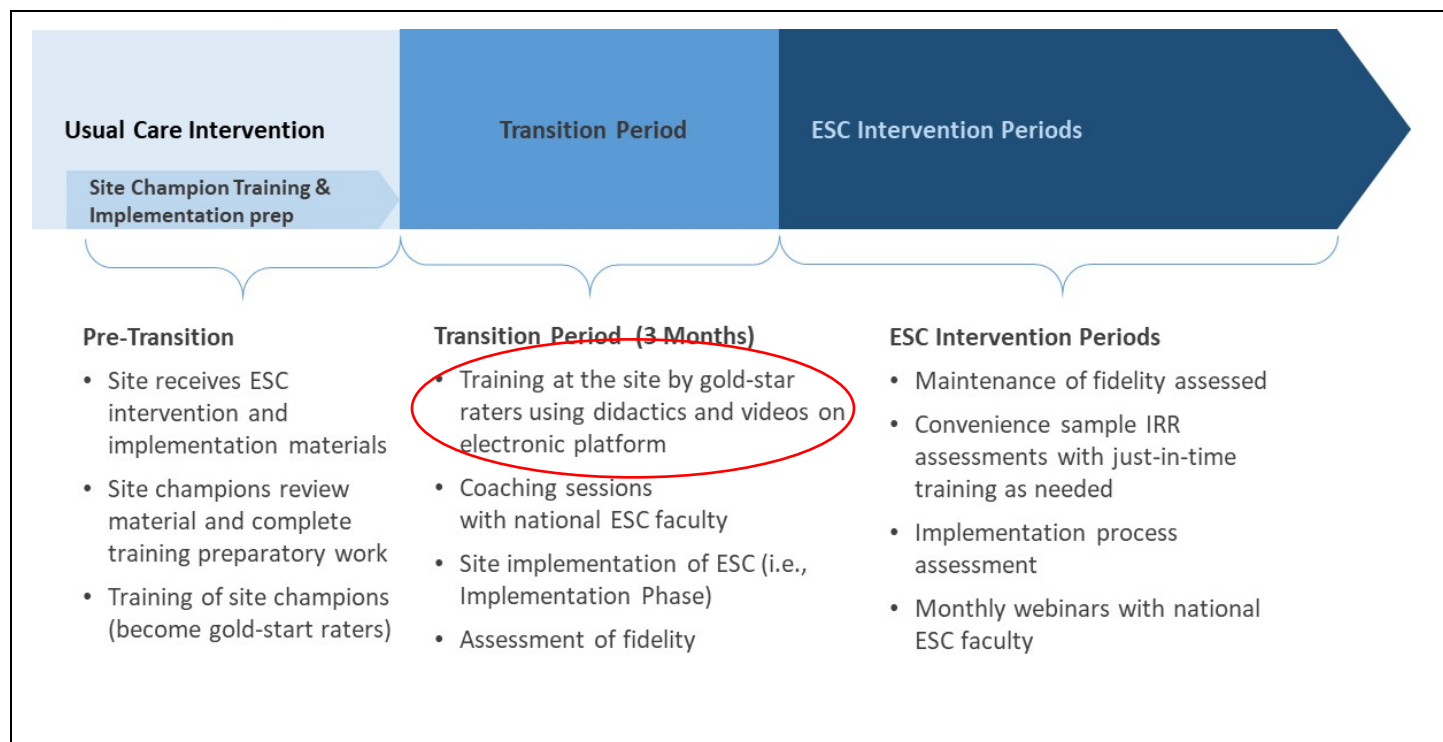 Usual Care Intervention
Transition Period
ESC Intervention Periods
Site Champion Training &
Implementation prep
Pre-Transition
• Site receives ESC
intervention and
implementation materials
• Site champions review
material and complete
training preparatory work
• Training of site champions
(become gold-start raters)
Transition Period (3 Months)
• Training at the site by gold-star
raters using didactics and videos on
electronic platform
• Coaching sessions
with national ESC faculty
• Site implementation of ESC (i.e.,
Implementation Phase)
• Assessment of fidelity
ESC Intervention Periods
• Maintenance of fidelity assessed
• Convenience sample IRR
assessments with just-in-time
training as needed
• Implementation process
assessment
• Monthly webinars with national
ESC faculty